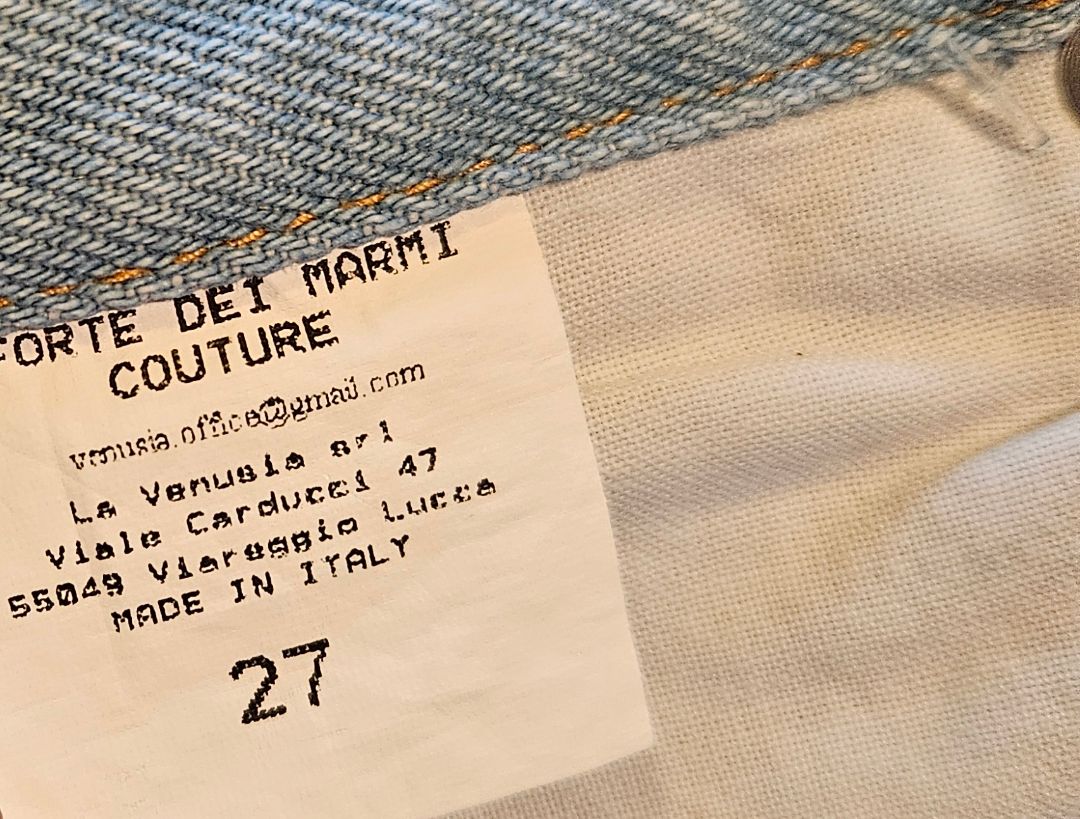 FORTE DEI MARMI
COUTURE
venusia.office@gmail.com
La Venusia srl
Viale Carducci 47
55049 Viareggio Lucca
MADE IN ITALY
27